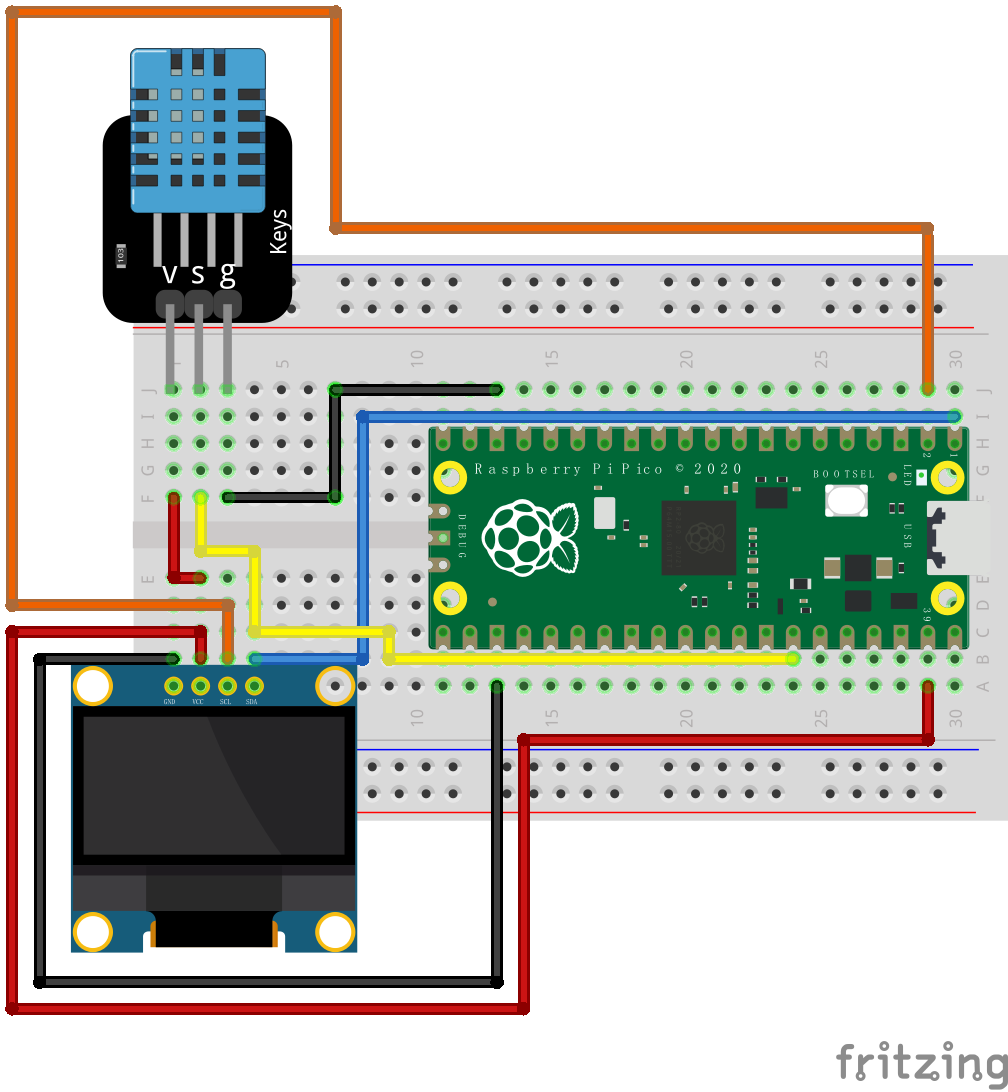 Keys
103
V S g
5 10 15 20 25 30
J J
I I
H H
G G
F F
Raspberry Pi Pico © 2020
BOOTSEL
LED
2
1
DEBUG
USB
39
E E
D D
C C
B B
A A
GND VCC SCL SDA
10 15 20 25 30
fritzing